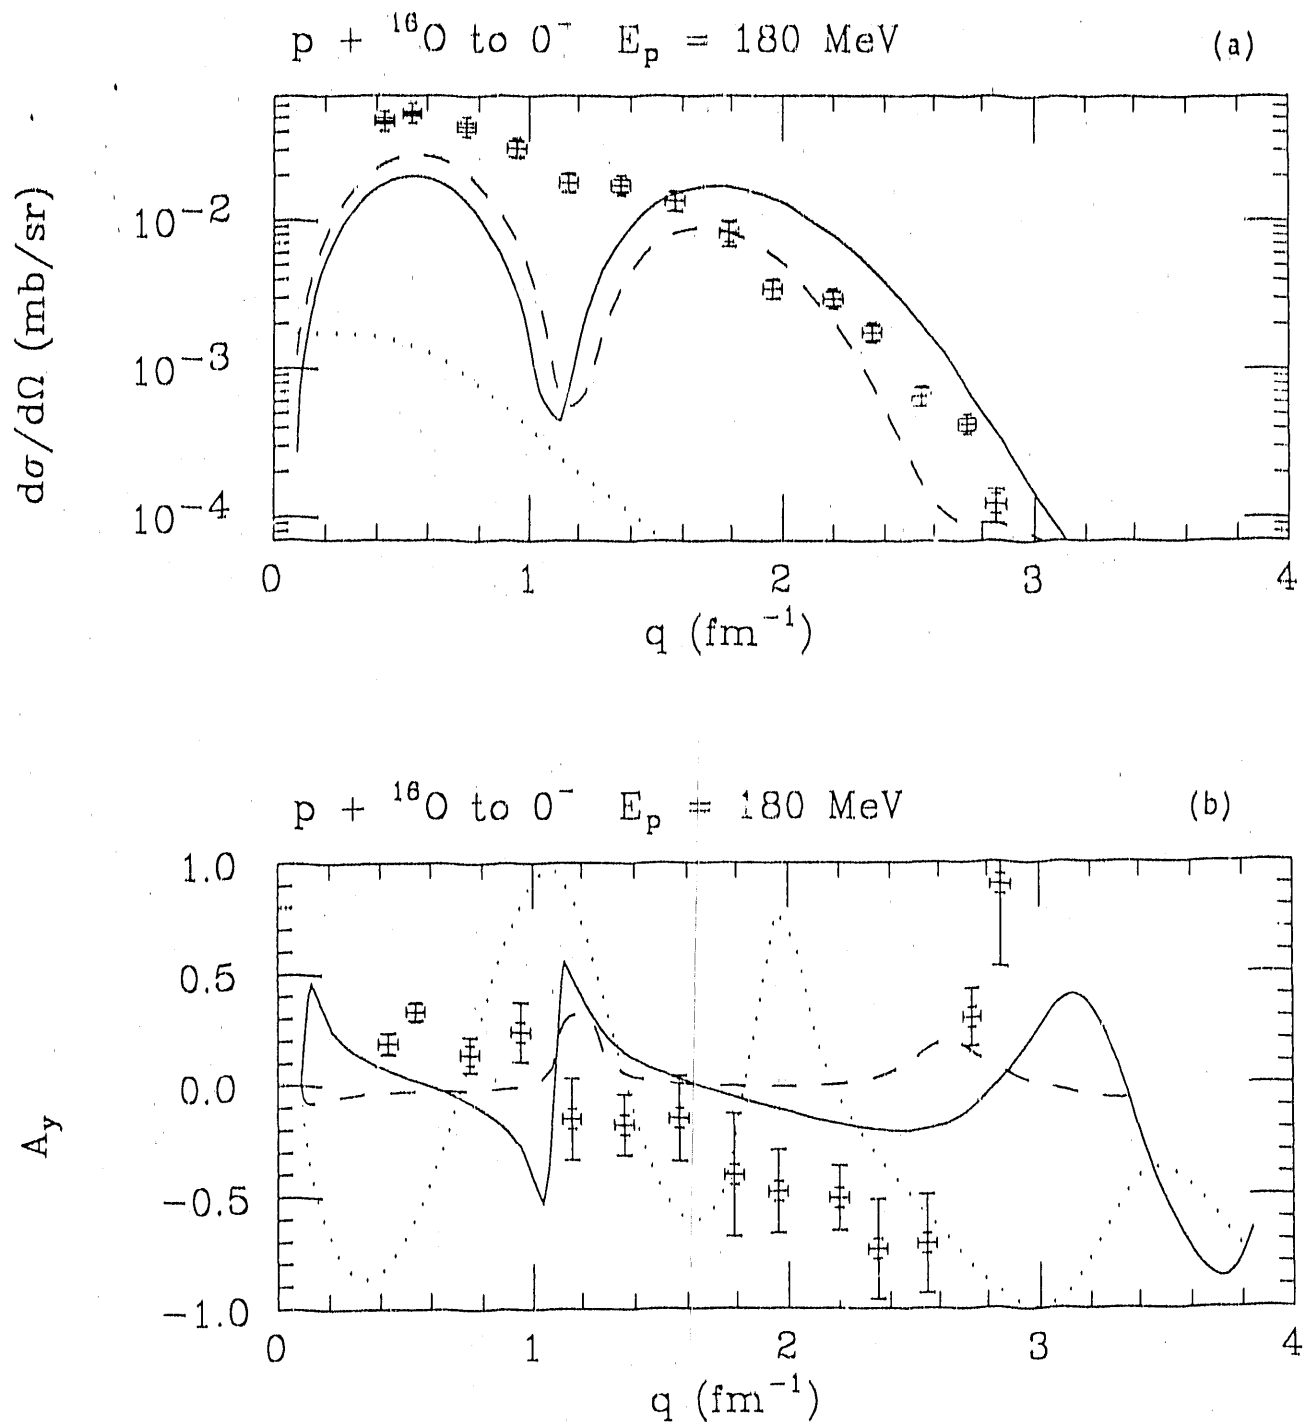 p + ¹⁶O to 0⁻ Eₚ = 180 MeV (a)
dσ/dΩ (mb/sr)
10⁻²
10⁻³
10⁻⁴
0 1 2 3 4
q (fm⁻¹)
p + ¹⁶O to 0⁻ Eₚ = 180 MeV (b)
A_y
1.0
0.5
0.0
−0.5
−1.0
0 1 2 3 4
q (fm⁻¹)